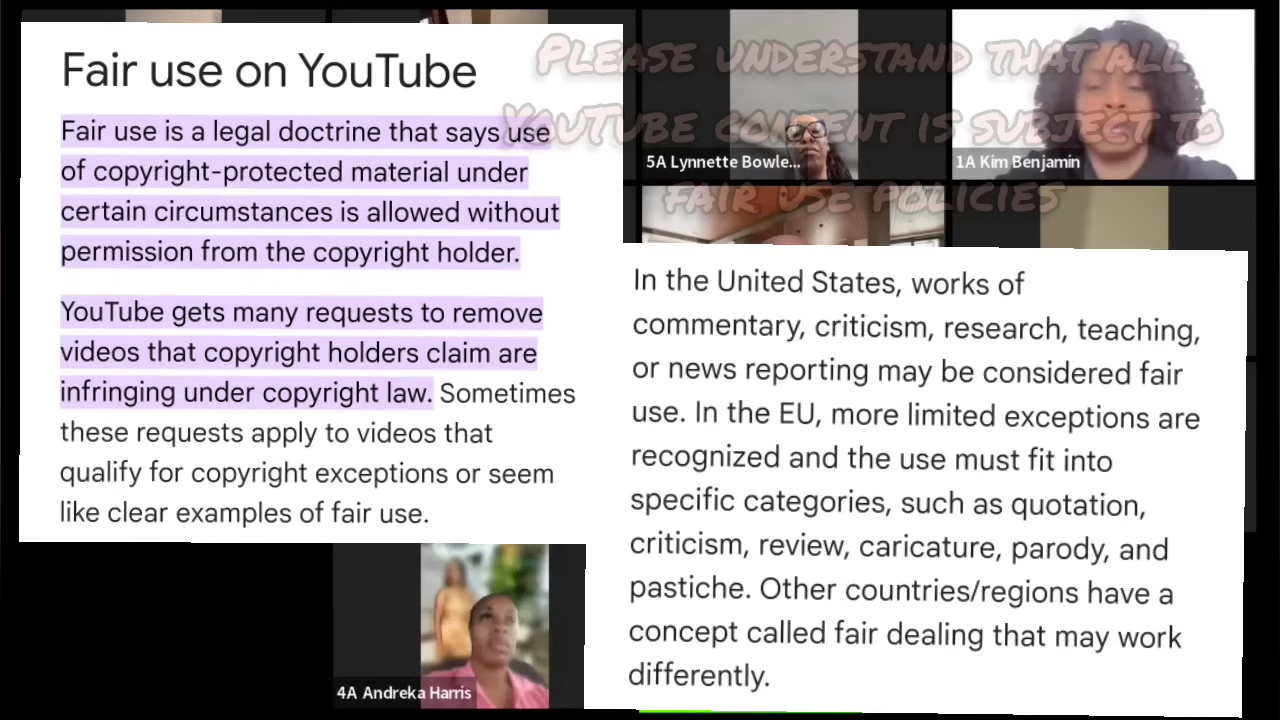 Fair use on YouTube
Fair use is a legal doctrine that says use
of copyright-protected material under
certain circumstances is allowed without
permission from the copyright holder.
YouTube gets many requests to remove
videos that copyright holders claim are
infringing under copyright law. Sometimes
these requests apply to videos that
qualify for copyright exceptions or seem
like clear examples of fair use.
Please understand that all
YouTube content is subject to
fair use policies
5A Lynnette Bowle...
1A Kim Benjamin
In the United States, works of
commentary, criticism, research, teaching,
or news reporting may be considered fair
use. In the EU, more limited exceptions are
recognized and the use must fit into
specific categories, such as quotation,
criticism, review, caricature, parody, and
pastiche. Other countries/regions have a
concept called fair dealing that may work
differently.
4A Andreka Harris